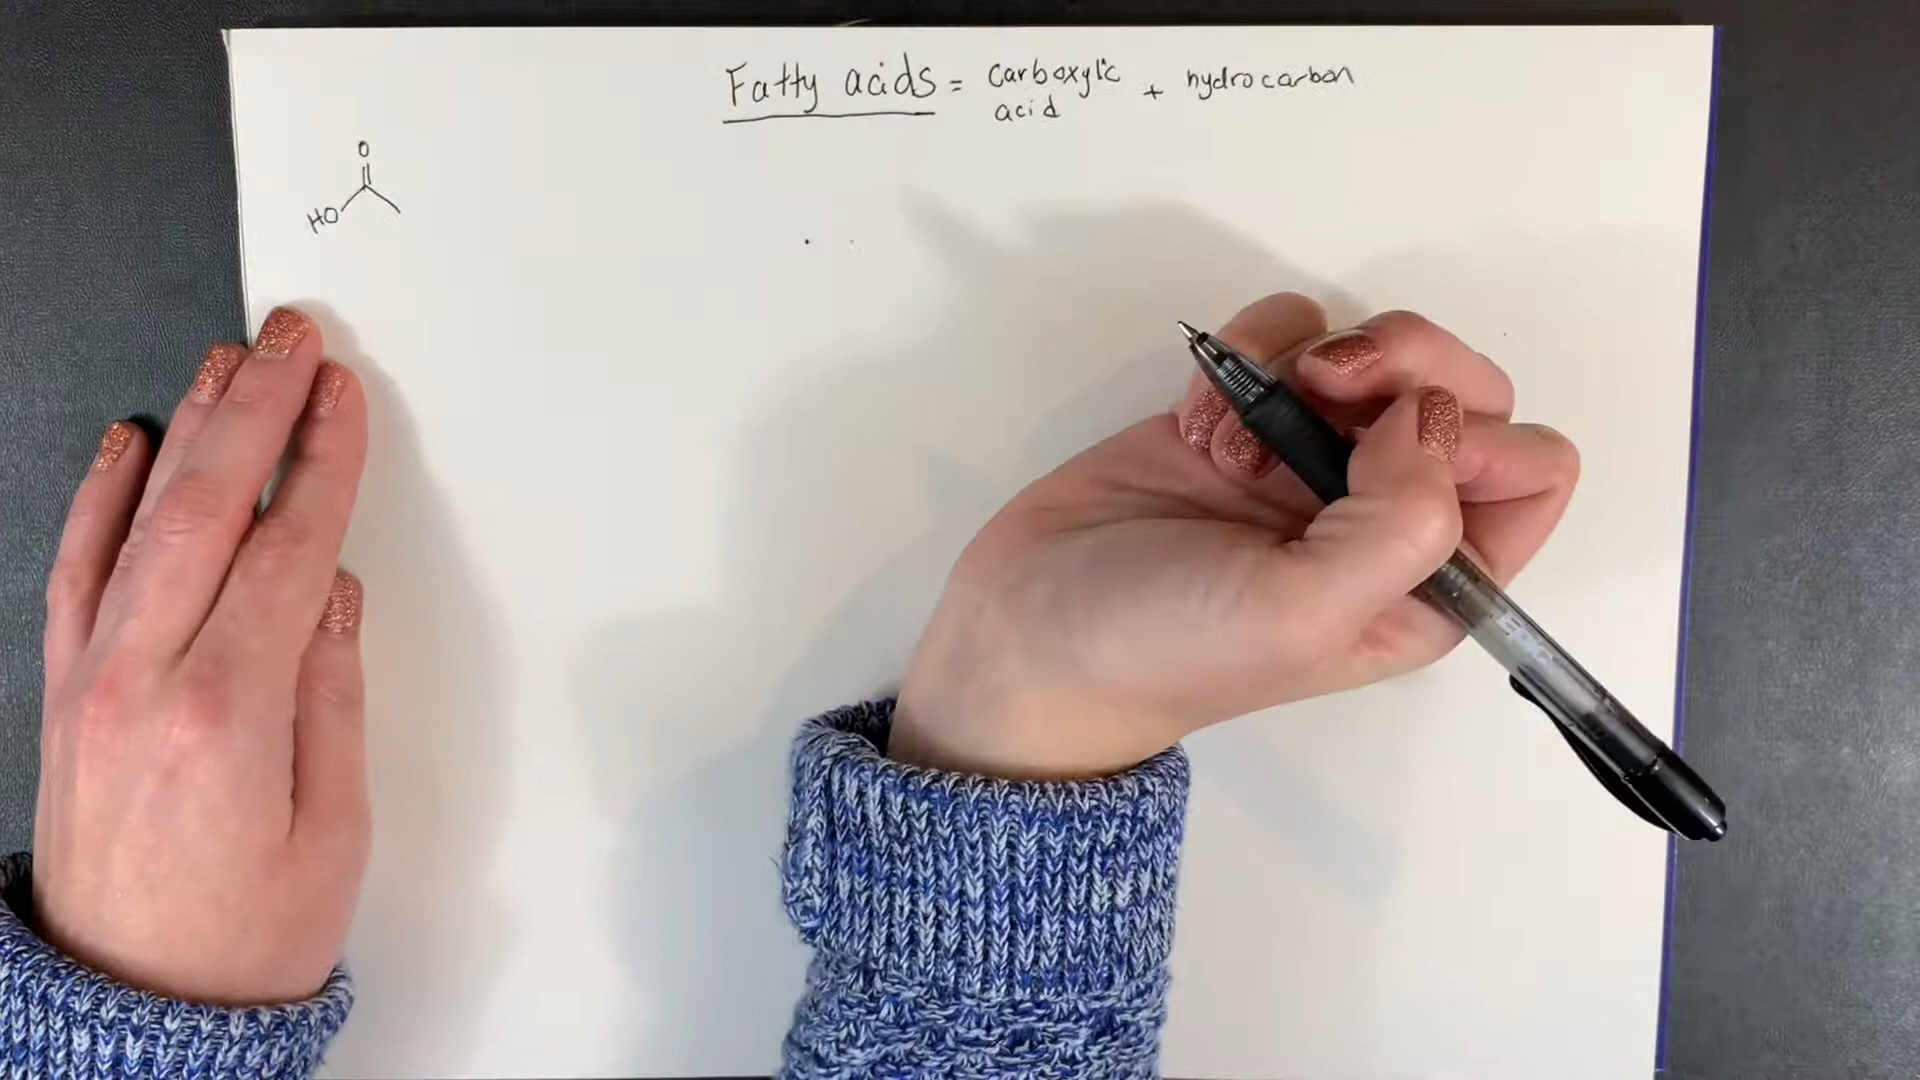 Fatty acids = carboxylic acid + hydrocarbon
O
HO